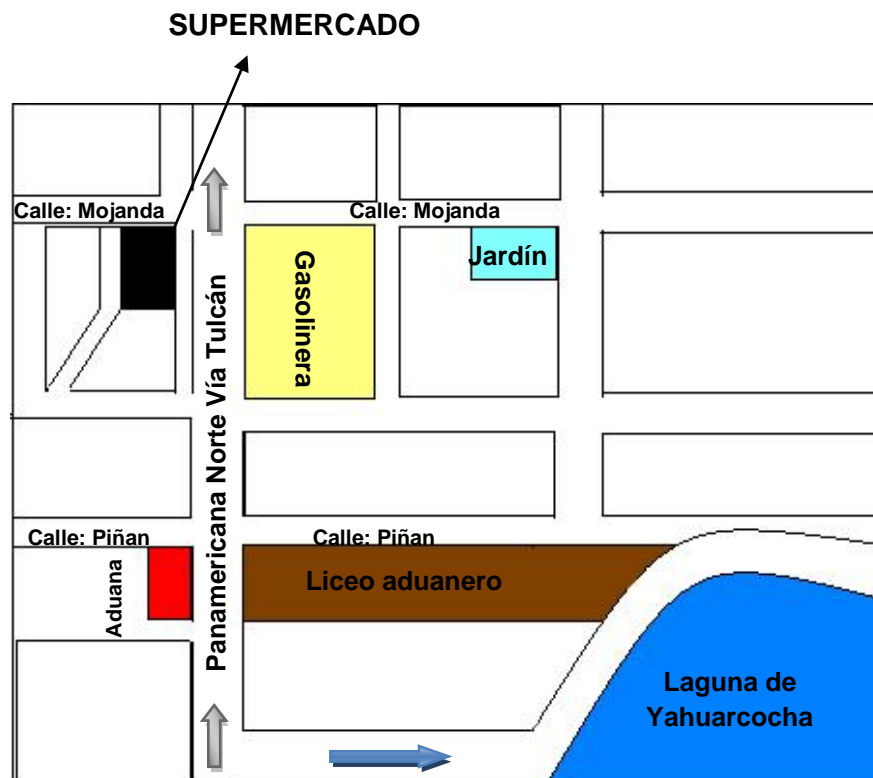 SUPERMERCADO
Calle: Mojanda
Calle: Mojanda
Jardín
Gasolinera
Panamericana Norte Vía Tulcán
Calle: Piñan
Calle: Piñan
Aduana
Liceo aduanero
Laguna de
Yahuarcocha